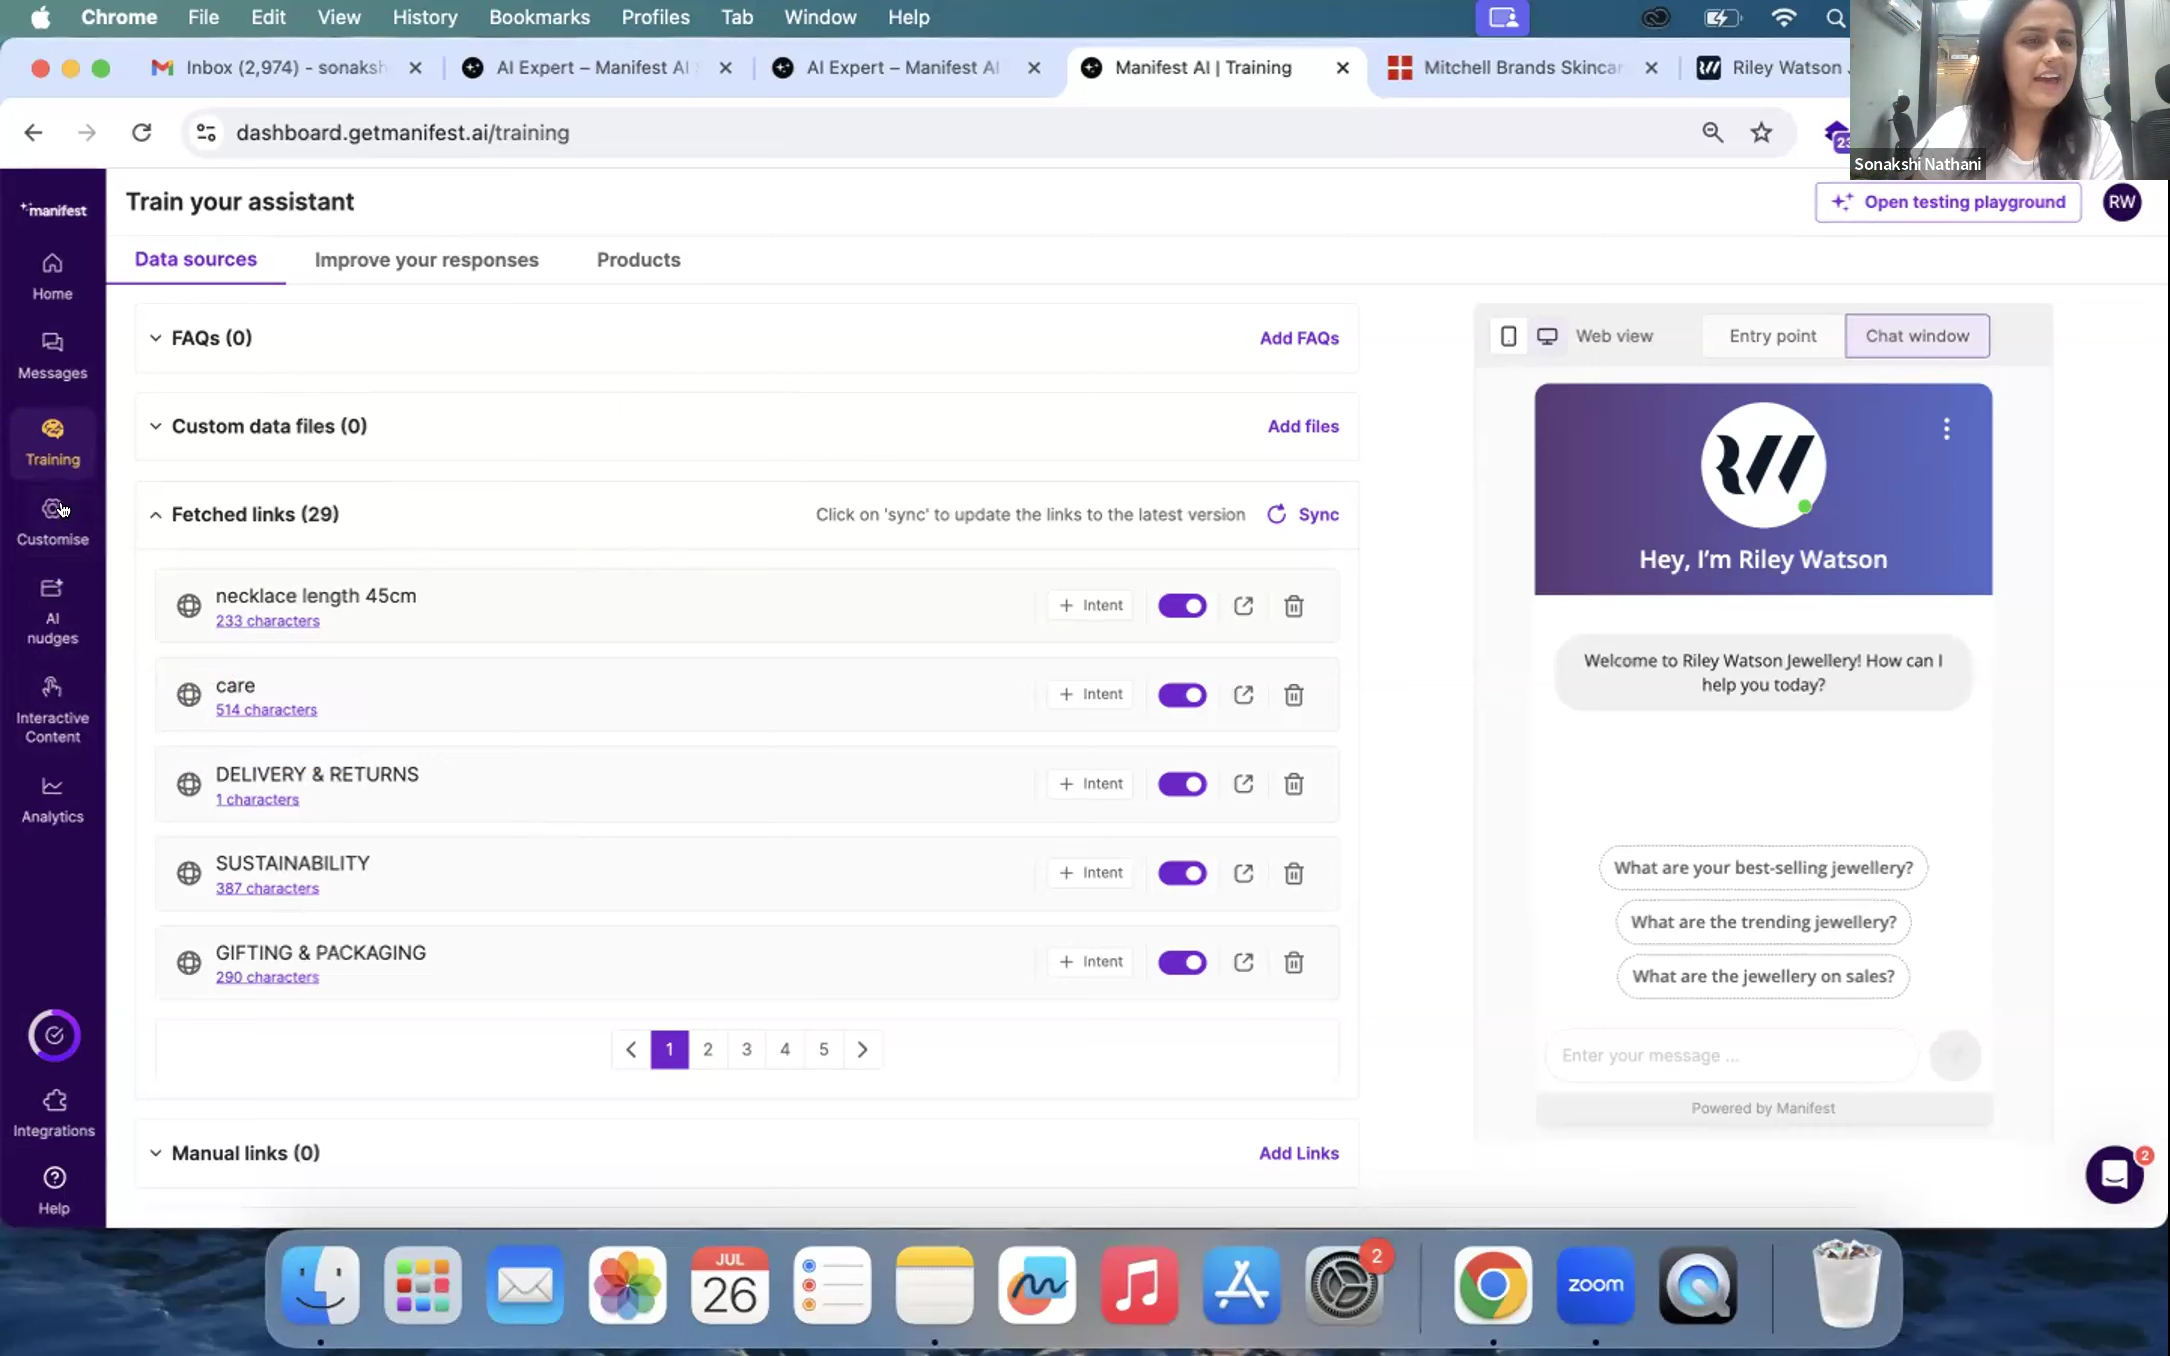 Chrome File Edit View History Bookmarks Profiles Tab Window Help
Inbox (2,974) - sonaksh
AI Expert – Manifest AI
AI Expert – Manifest AI
Manifest AI | Training
Mitchell Brands Skincar
Riley Watson
dashboard.getmanifest.ai/training
Sonakshi Nathani
manifest
Train your assistant
Open testing playground
RW
Data sources
Improve your responses
Products
Home
Messages
Training
Customise
AI
nudges
Interactive
Content
Analytics
Integrations
Help
FAQs (0)
Add FAQs
Custom data files (0)
Add files
Fetched links (29)
Click on 'sync' to update the links to the latest version
Sync
necklace length 45cm
233 characters
+ Intent
care
514 characters
+ Intent
DELIVERY & RETURNS
1 characters
+ Intent
SUSTAINABILITY
387 characters
+ Intent
GIFTING & PACKAGING
290 characters
+ Intent
1 2 3 4 5
Manual links (0)
Add Links
Web view
Entry point
Chat window
RW
Hey, I'm Riley Watson
Welcome to Riley Watson Jewellery! How can I
help you today?
What are your best-selling jewellery?
What are the trending jewellery?
What are the jewellery on sales?
Enter your message ...
Powered by Manifest
2
JUL
26
2
zoom